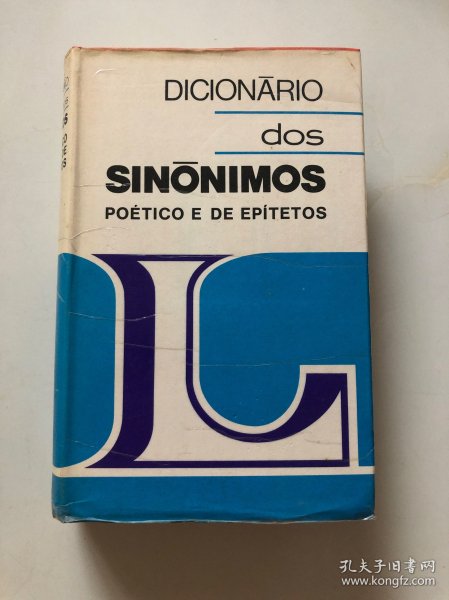 DICIONĀRIO
dos
SINŌNIMOS
POÉTICO E DE EPÍTETOS
L
孔夫子旧书网
www.kongfz.com